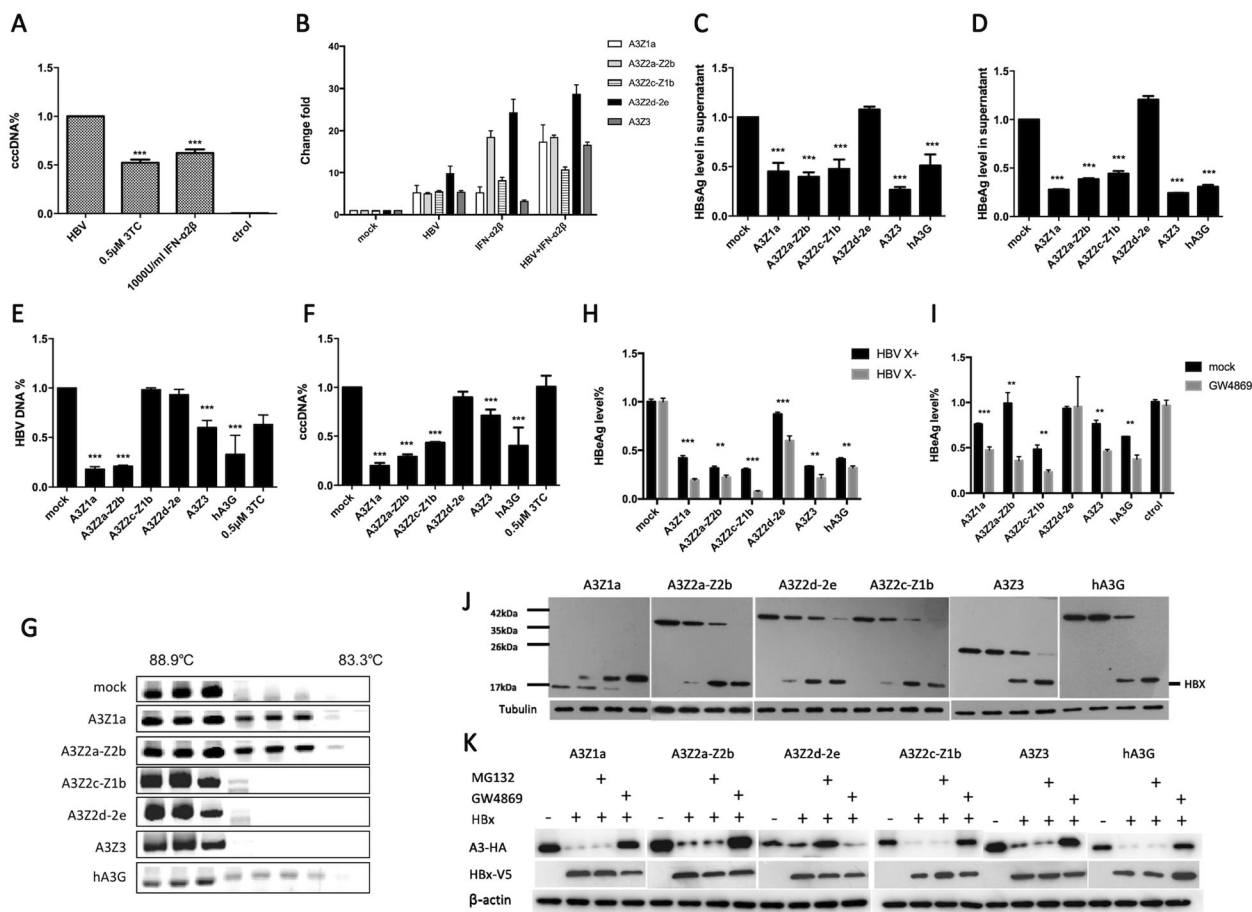 A
cccDNA%
1.5
1.0
0.5
0.0
HBV
0.5μM 3TC
1000U/ml IFN-α2β
ctrol
***
***
B
Change fold
40
30
20
10
0
mock
HBV
IFN-α2β
HBV+IFN-α2β
A3Z1a
A3Z2a-Z2b
A3Z2c-Z1b
A3Z2d-2e
A3Z3
C
HBsAg level in supernatant
1.5
1.0
0.5
0.0
mock
A3Z1a
A3Z2a-Z2b
A3Z2c-Z1b
A3Z2d-2e
A3Z3
hA3G
***
***
***
***
***
D
HBeAg level in supernatant
1.5
1.0
0.5
0.0
mock
A3Z1a
A3Z2a-Z2b
A3Z2c-Z1b
A3Z2d-2e
A3Z3
hA3G
***
***
***
***
***
E
HBV DNA %
1.5
1.0
0.5
0.0
mock
A3Z1a
A3Z2a-Z2b
A3Z2c-Z1b
A3Z2d-2e
A3Z3
hA3G
0.5μM 3TC
***
***
***
***
F
cccDNA%
1.5
1.0
0.5
0.0
mock
A3Z1a
A3Z2a-Z2b
A3Z2c-Z1b
A3Z2d-2e
A3Z3
hA3G
0.5μM 3TC
***
***
***
***
***
H
HBeAg level%
1.5
1.0
0.5
0.0
mock
A3Z1a
A3Z2a-Z2b
A3Z2c-Z1b
A3Z2d-2e
A3Z3
hA3G
***
**
***
***
**
**
HBV X+
HBV X-
I
HBeAg level%
1.5
1.0
0.5
0.0
A3Z1a
A3Z2a-Z2b
A3Z2c-Z1b
A3Z2d-2e
A3Z3
hA3G
ctrol
***
**
**
**
**
mock
GW4869
G
88.9℃ 83.3℃
mock
A3Z1a
A3Z2a-Z2b
A3Z2c-Z1b
A3Z2d-2e
A3Z3
hA3G
J
A3Z1a A3Z2a-Z2b A3Z2d-2e A3Z2c-Z1b A3Z3 hA3G
42kDa
35kDa
26kDa
17kDa
HBX
Tubulin
K
A3Z1a A3Z2a-Z2b A3Z2d-2e A3Z2c-Z1b A3Z3 hA3G
MG132 + + + + + +
GW4869 + + + + + +
HBx - + + + - + + + - + + + - + + + - + + + - + + +
A3-HA
HBx-V5
β-actin